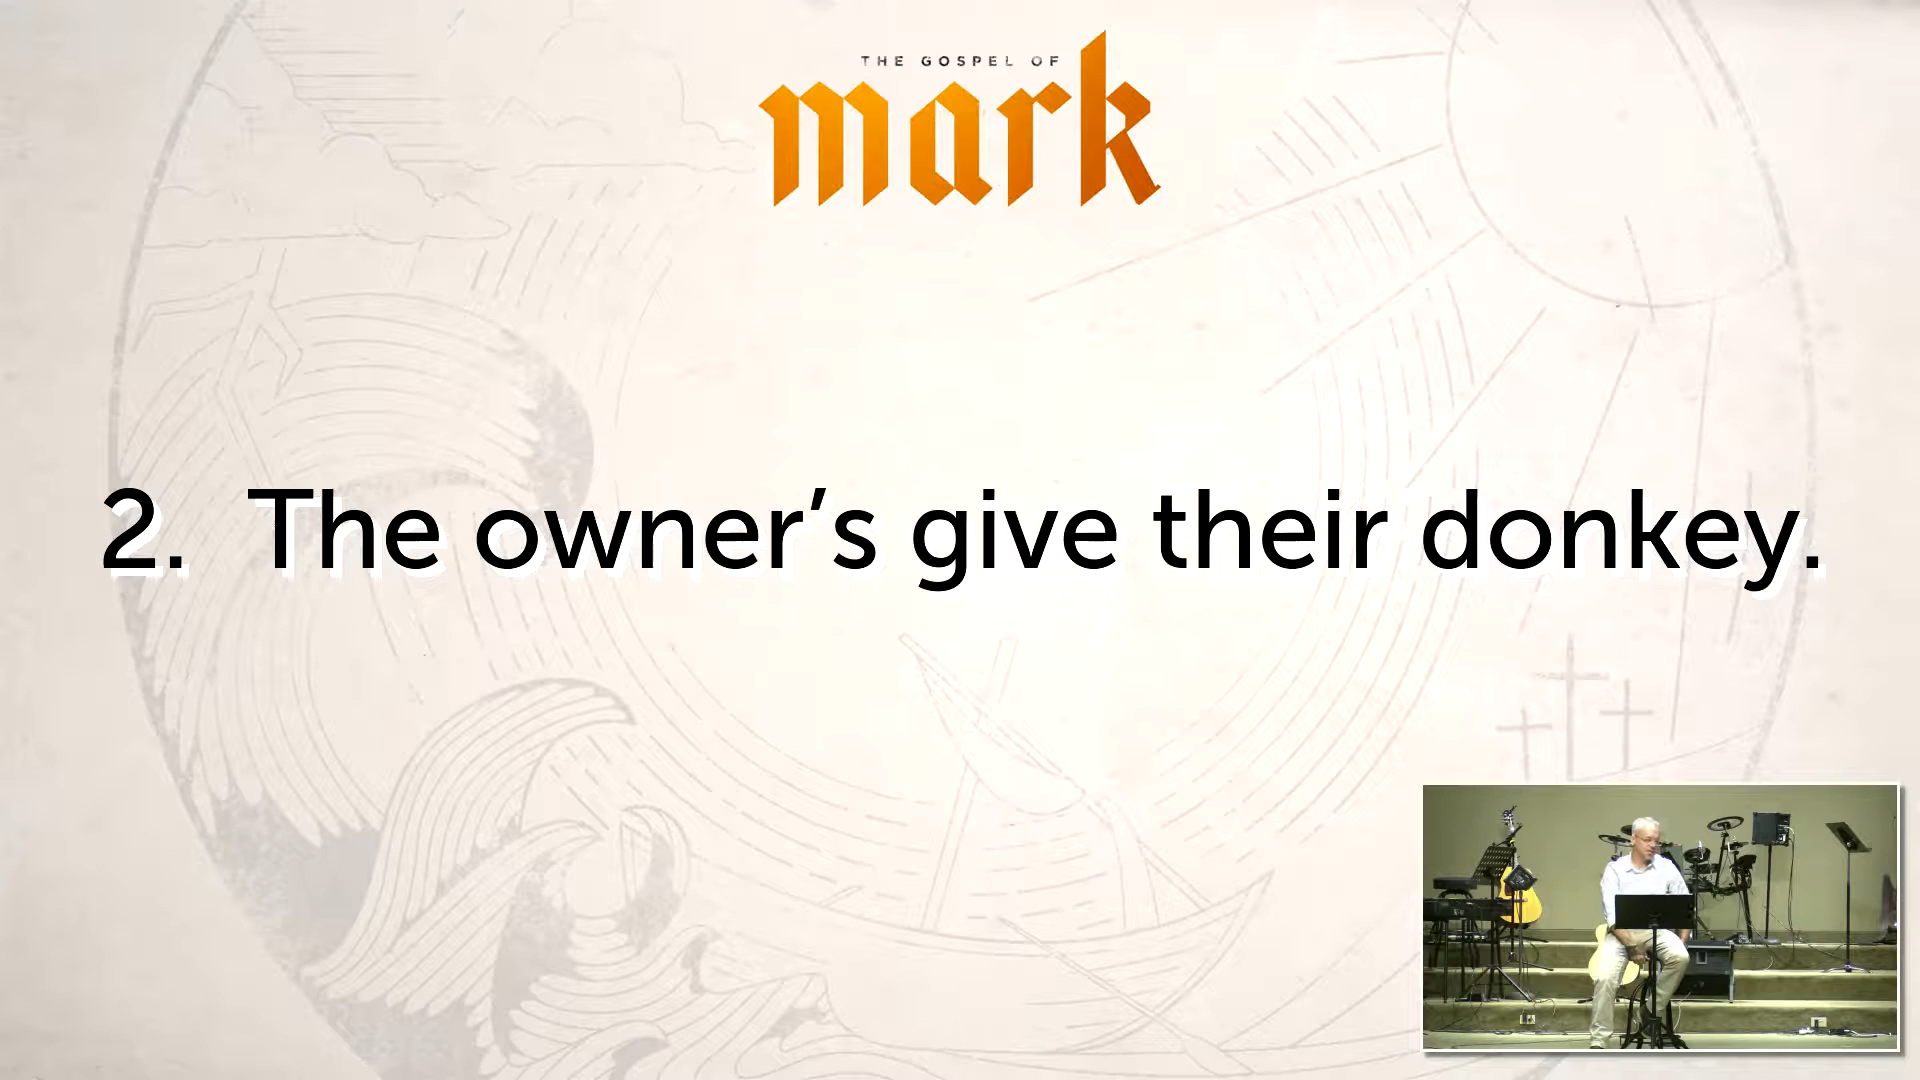 THE GOSPEL OF
mark
2. The owner’s give their donkey.